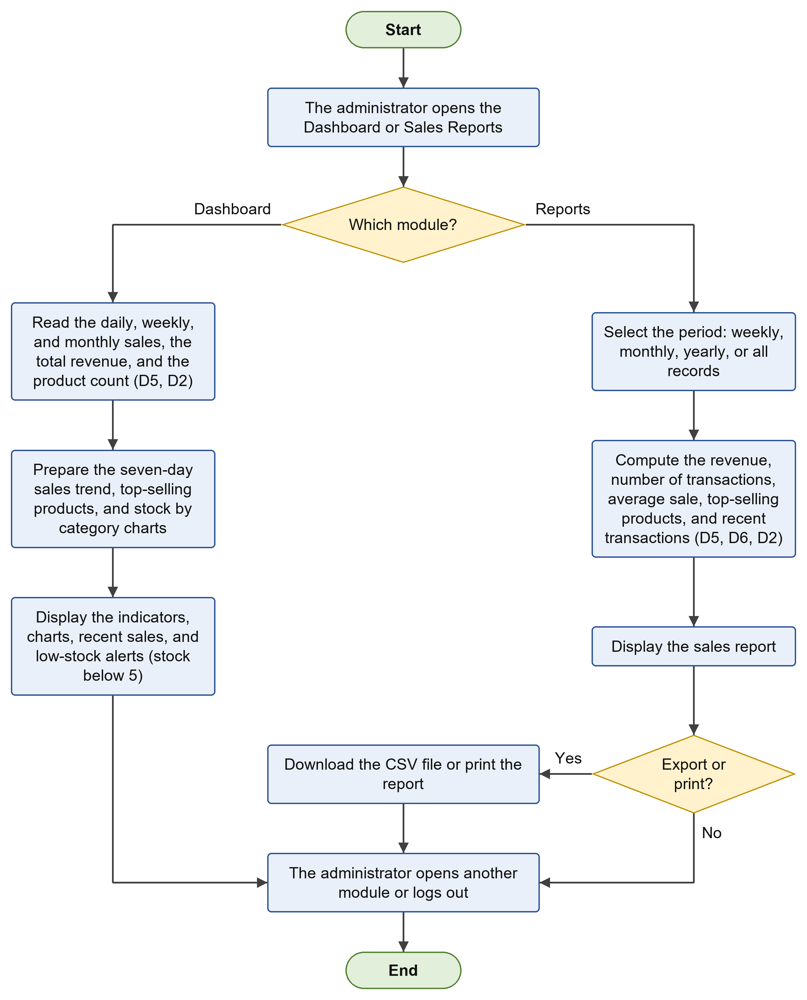 Start
The administrator opens the
Dashboard or Sales Reports
Which module?
Dashboard
Reports
Read the daily, weekly,
and monthly sales, the
total revenue, and the
product count (D5, D2)
Prepare the seven-day
sales trend, top-selling
products, and stock by
category charts
Display the indicators,
charts, recent sales, and
low-stock alerts (stock
below 5)
Select the period: weekly,
monthly, yearly, or all
records
Compute the revenue,
number of transactions,
average sale, top-selling
products, and recent
transactions (D5, D6, D2)
Display the sales report
Export or
print?
Yes
No
Download the CSV file or print the
report
The administrator opens another
module or logs out
End